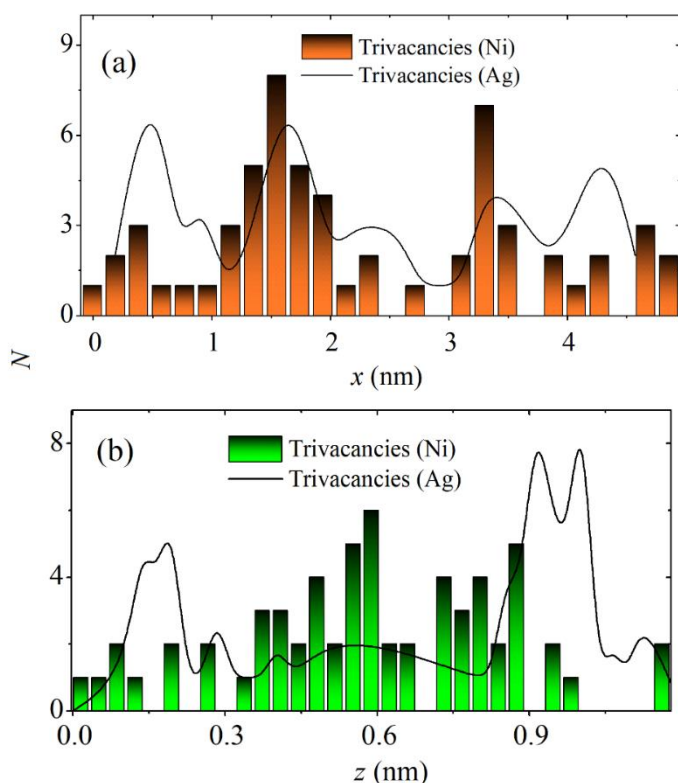 (a)
Trivacancies (Ni)
Trivacancies (Ag)
9
6
3
0
0 1 2 3 4
x (nm)
N
(b)
Trivacancies (Ni)
Trivacancies (Ag)
8
4
0
0.0 0.3 0.6 0.9
z (nm)